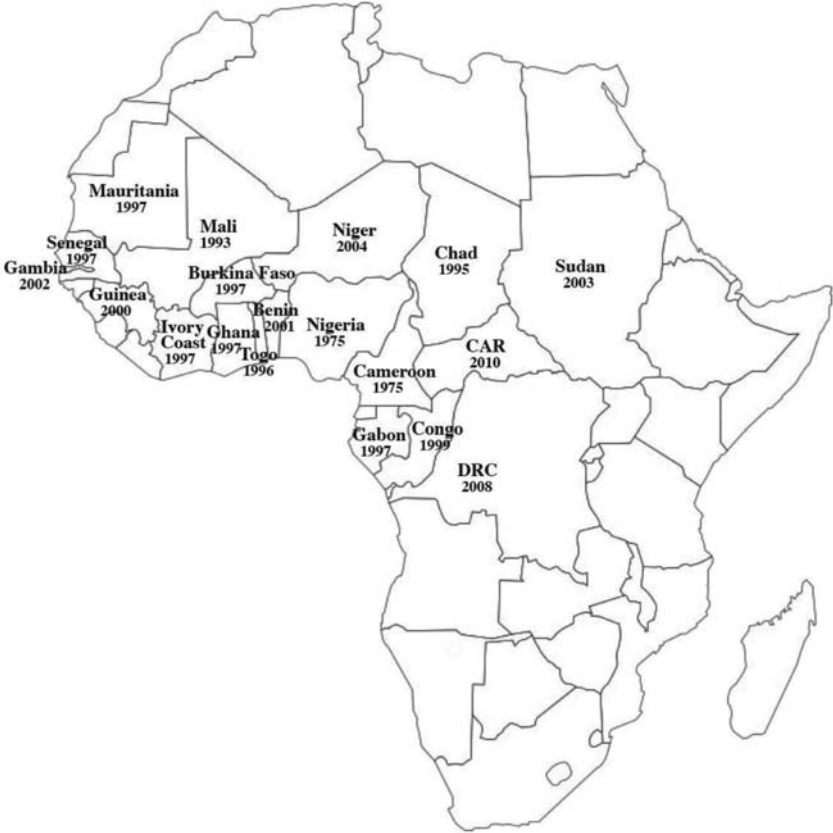 Mauritania
1997
Mali
1993
Niger
2004
Chad
1995
Sudan
2003
Senegal
1997
Gambia
2002
Guinea
2000
Burkina Faso
1997
Benin
2001
Ivory
Coast
1997
Ghana
1997
Togo
1996
Nigeria
1975
Cameroon
1975
CAR
2010
Gabon
1997
Congo
1999
DRC
2008